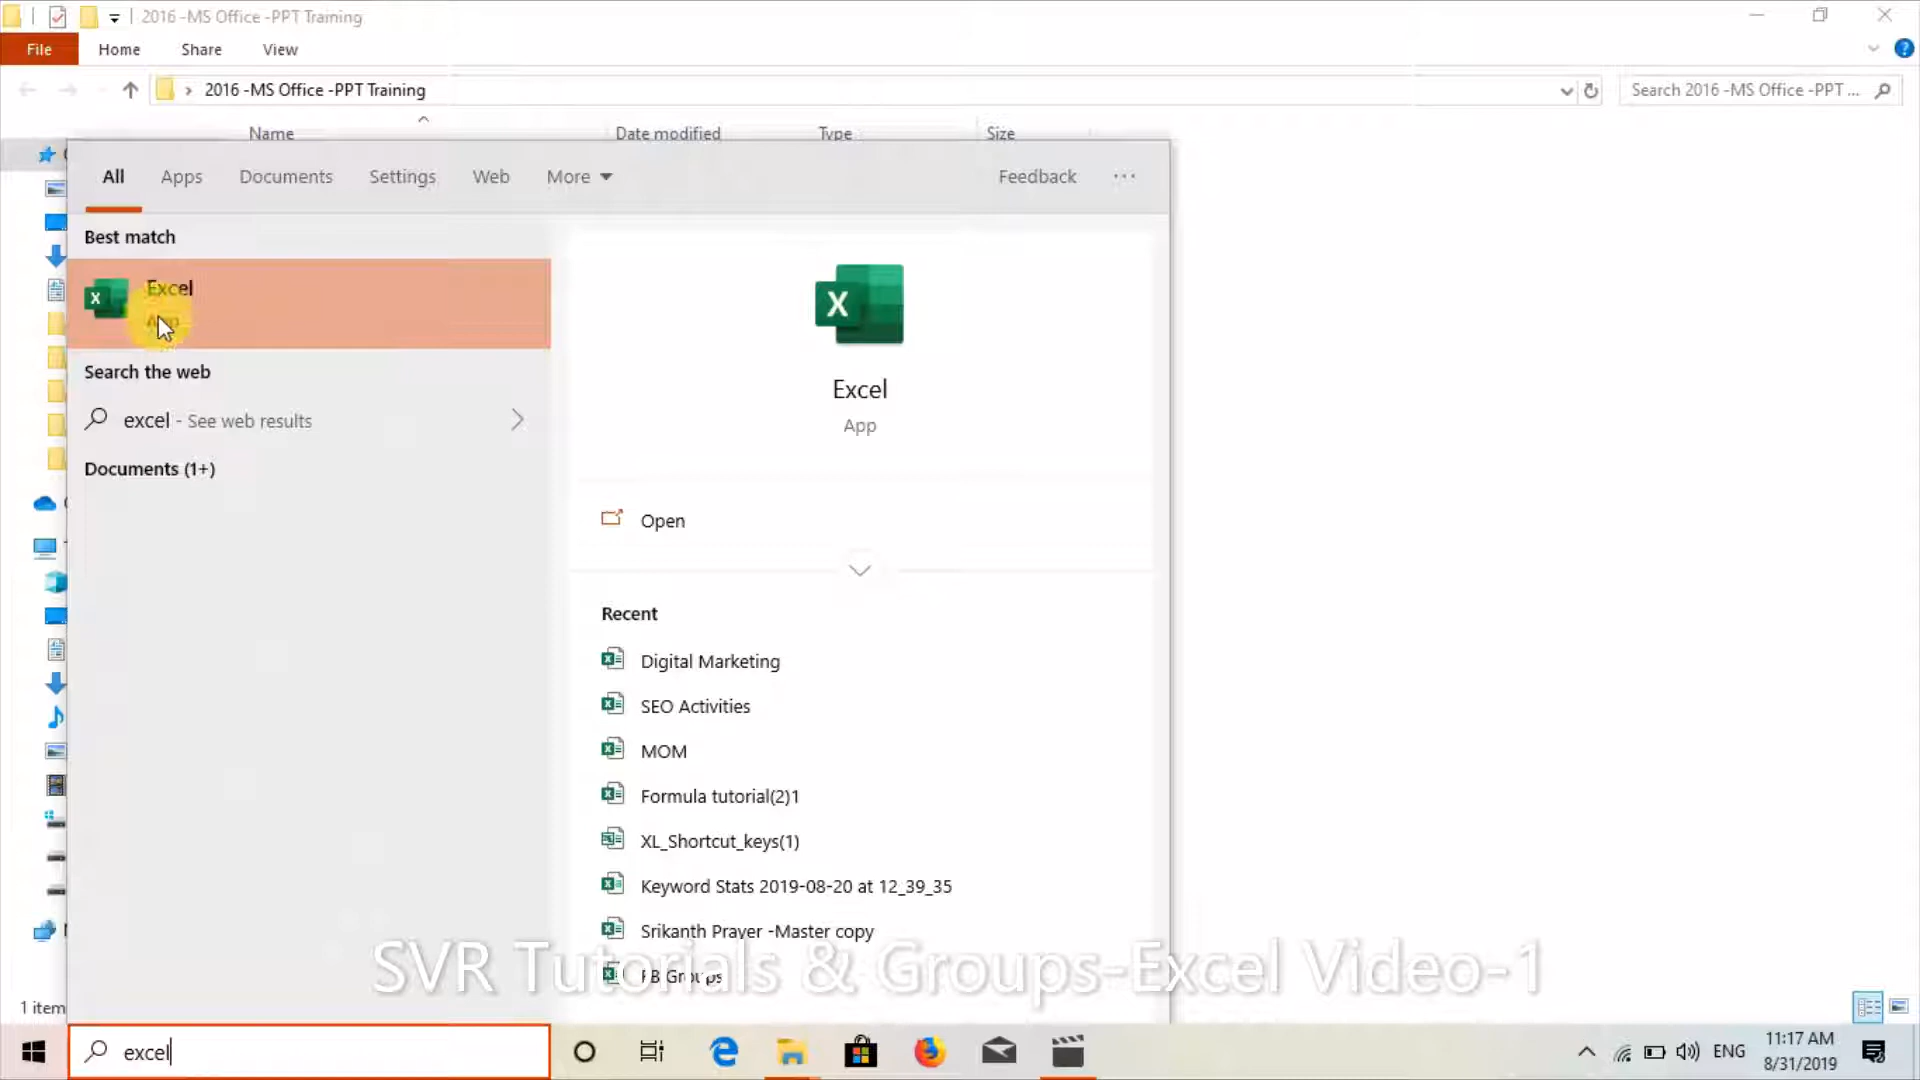 2016 -MS Office -PPT Training
File Home Share View
2016 -MS Office -PPT Training
Search 2016 -MS Office -PPT ...
Name Date modified Type Size
All Apps Documents Settings Web More Feedback
Best match
Excel
App
Search the web
excel - See web results
Documents (1+)
Excel
App
Open
Recent
Digital Marketing
SEO Activities
MOM
Formula tutorial(2)1
XL_Shortcut_keys(1)
Keyword Stats 2019-08-20 at 12_39_35
Srikanth Prayer -Master copy
FB Groups
SVR Tutorials & Groups-Excel Video-1
1 item
excel
ENG
11:17 AM
8/31/2019